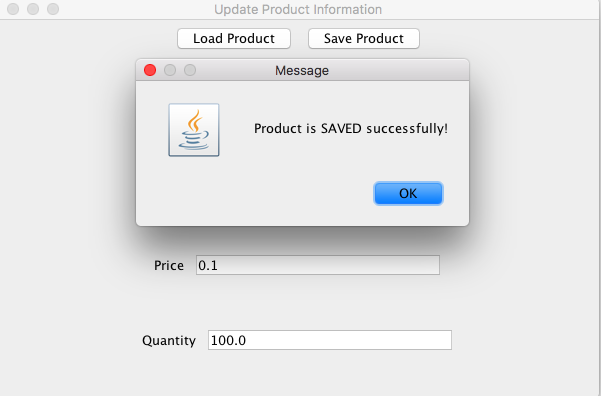 Update Product Information
Load Product Save Product
Message
Product is SAVED successfully!
OK
Price 0.1
Quantity 100.0